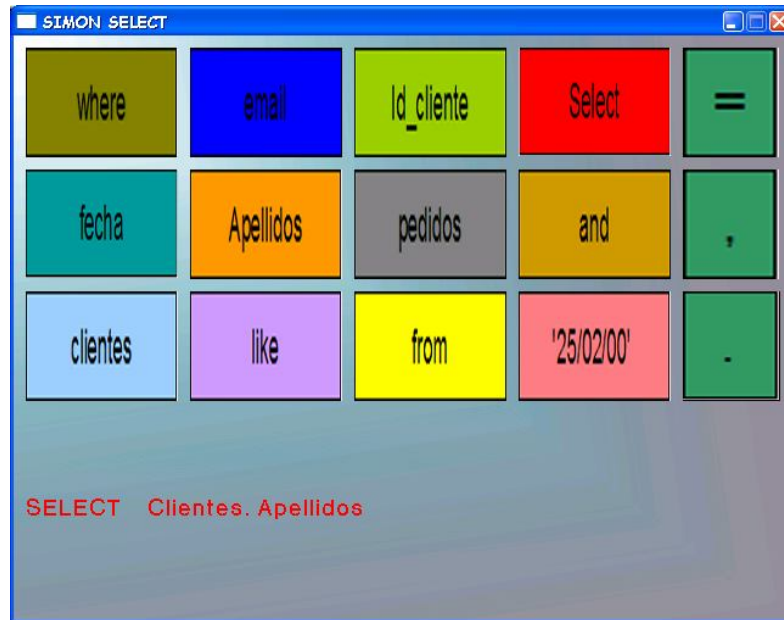 SIMON SELECT
where email Id_cliente Select =
fecha Apellidos pedidos and ,
clientes like from '25/02/00' .
SELECT Clientes. Apellidos